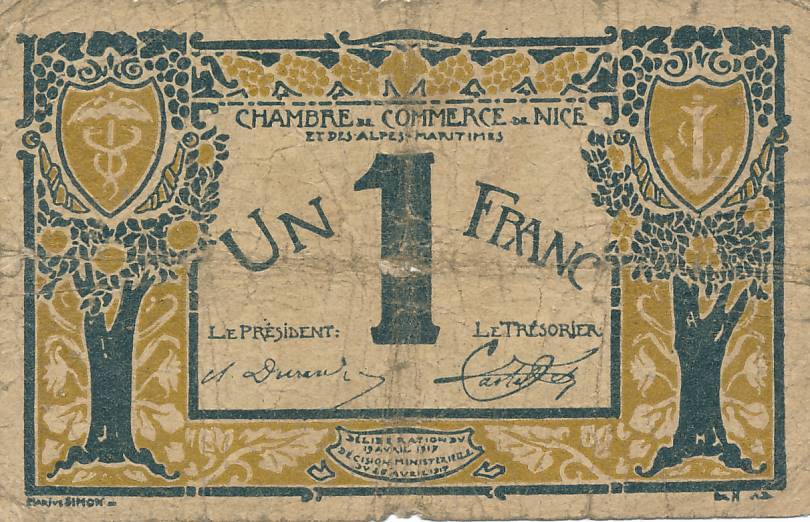 CHAMBRE DE COMMERCE DE NICE
ET DES ALPES-MARITIMES
UN 1 FRANC
LE PRÉSIDENT: LE TRÉSORIER
DÉLIBÉRATION DU
19 AVRIL 1917
DÉCISION MINISTÉRIELLE
DU 28 AVRIL 1917
MARIUS SIMON